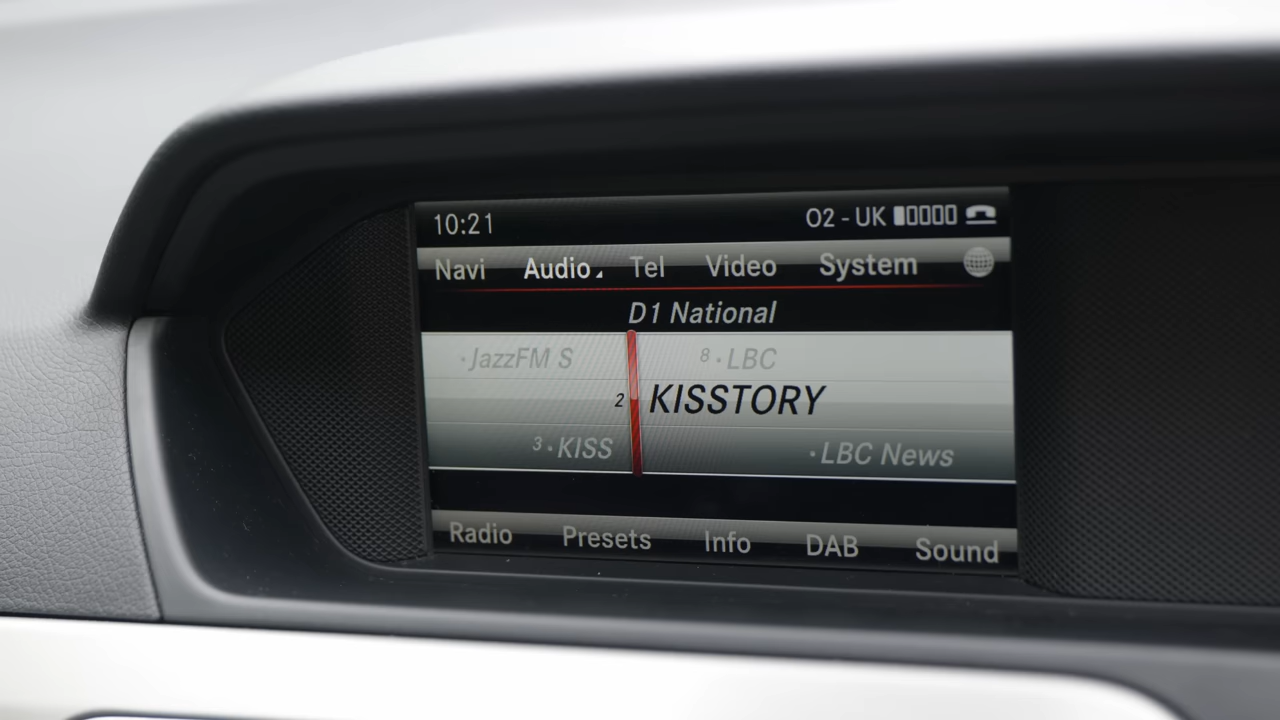 10:21 O2 - UK
Navi Audio Tel Video System
D1 National
·JazzFM S 8·LBC
2 KISSTORY
3·KISS ·LBC News
Radio Presets Info DAB Sound